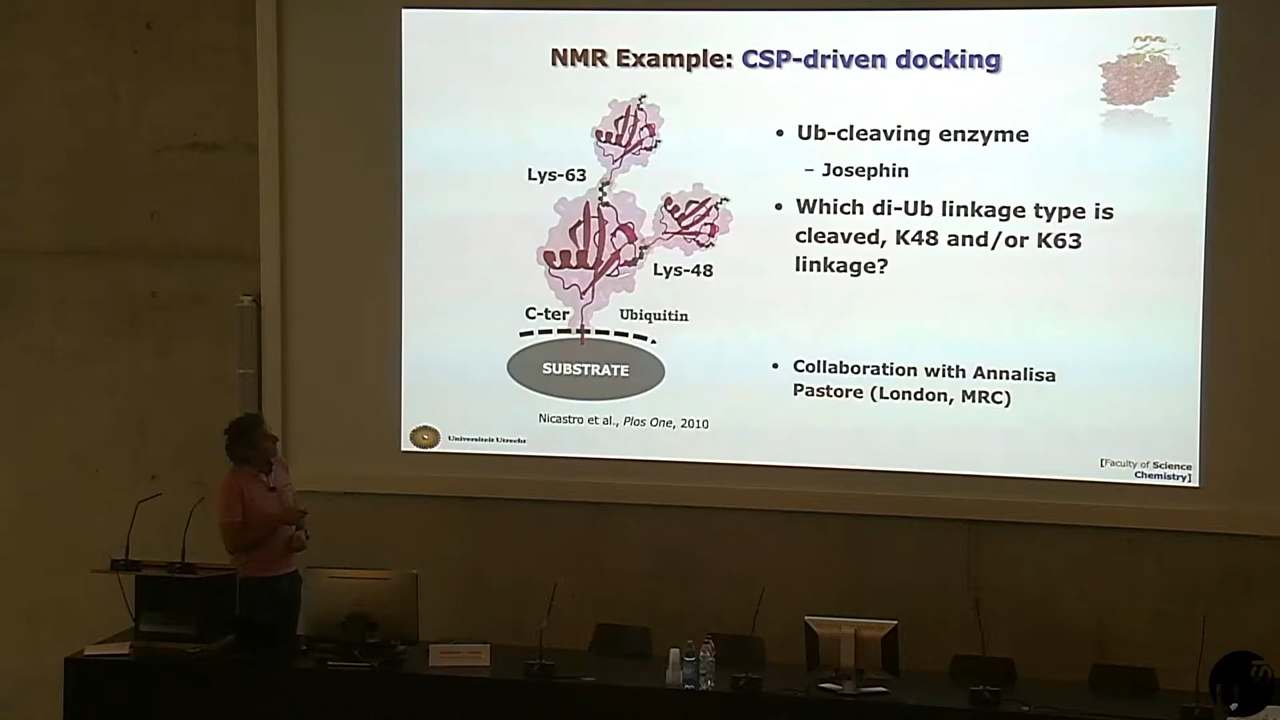 NMR Example: CSP-driven docking
Lys-63
Lys-48
C-ter
Ubiquitin
SUBSTRATE
Nicastro et al., Plos One, 2010
• Ub-cleaving enzyme
– Josephin
• Which di-Ub linkage type is
cleaved, K48 and/or K63
linkage?
• Collaboration with Annalisa
Pastore (London, MRC)
Universiteit Utrecht
[Faculty of Science
Chemistry]